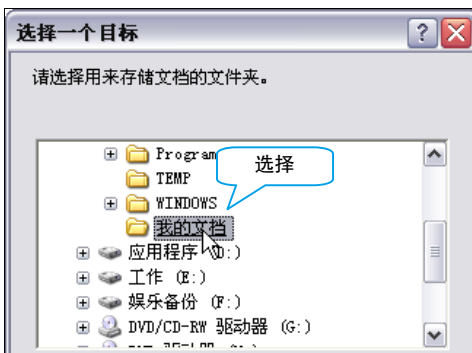 选择一个目标
请选择用来存储文档的文件夹。
Program
选择
TEMP
WINDOWS
我的文档
应用程序 (D:)
工作 (E:)
娱乐备份 (F:)
DVD/CD-RW 驱动器 (G:)